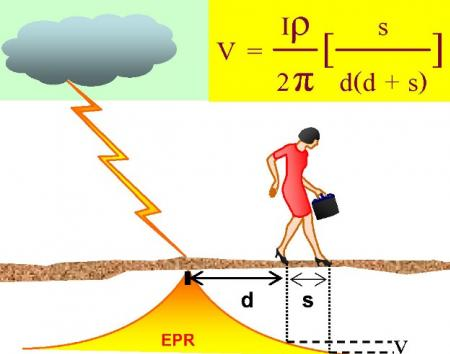 V = Iρ/2π [s/d(d + s)]
d
s
EPR
V